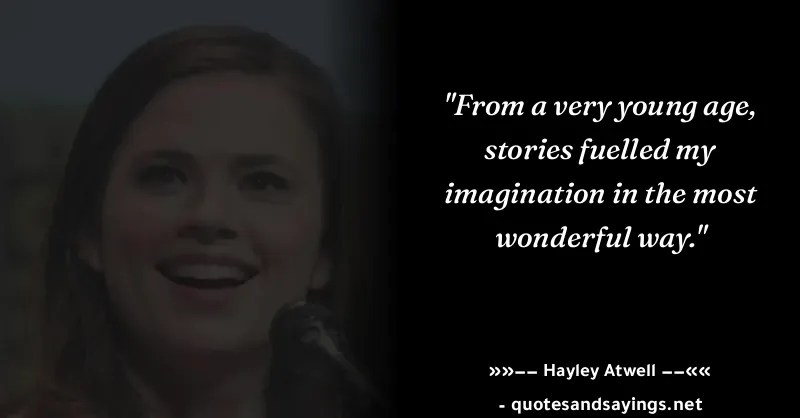 "From a very young age,
stories fuelled my
imagination in the most
wonderful way."
»»–– Hayley Atwell ––««
- quotesandsayings.net